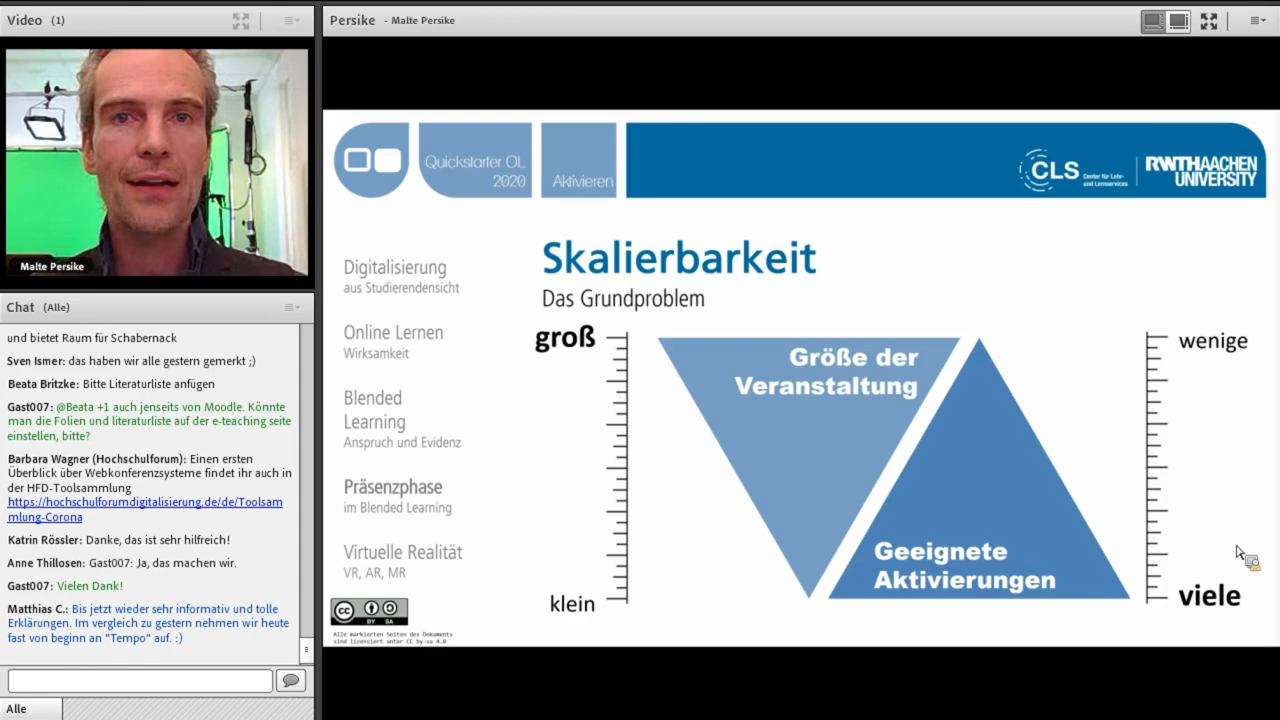 Video (1)
Malte Persike
Chat (Alle)
und bietet Raum für Schabernack
Sven Ismer: das haben wir alle gestern gemerkt ;)
Beata Britzke: Bitte Literaturliste anfügen
Gast007: @Beata +1 auch jenseits von Moodle. Könnte
man die Folien und literaturliste auf der e-teaching seite
einstellen, bitte?
Barbara Wagner (Hochschulforum): Einen ersten
Überblick über Webkonferenzsysteme findet ihr auch in
der HFD-Toolsammlung
https://hochschulforumdigitalisierung.de/de/Toolsam
mlung-Corona
Katrin Rössler: Danke, das ist sehr hilfreich!
Anne Thillosen: Gast007: Ja, das machen wir.
Gast007: Vielen Dank!
Matthias C.: Bis jetzt wieder sehr informativ und tolle
Erklärungen. Im vergleich zu gestern nehmen wir heute
fast von beginn an "Tempo" auf. :)
Alle
Persike - Malte Persike
Quickstarter OL
2020
Aktivieren
CLS Center für Lehr-
und Lernservices
RWTHAACHEN
UNIVERSITY
Digitalisierung
aus Studierendensicht
Online Lernen
Wirksamkeit
Blended
Learning
Anspruch und Evidenz
Präsenzphase
im Blended Learning
Virtuelle Realität
VR, AR, MR
cc BY SA
Alle markierten Seiten des Dokuments
sind lizensiert unter CC by-sa 4.0
Skalierbarkeit
Das Grundproblem
groß
klein
Größe der
Veranstaltung
Geeignete
Aktivierungen
wenige
viele